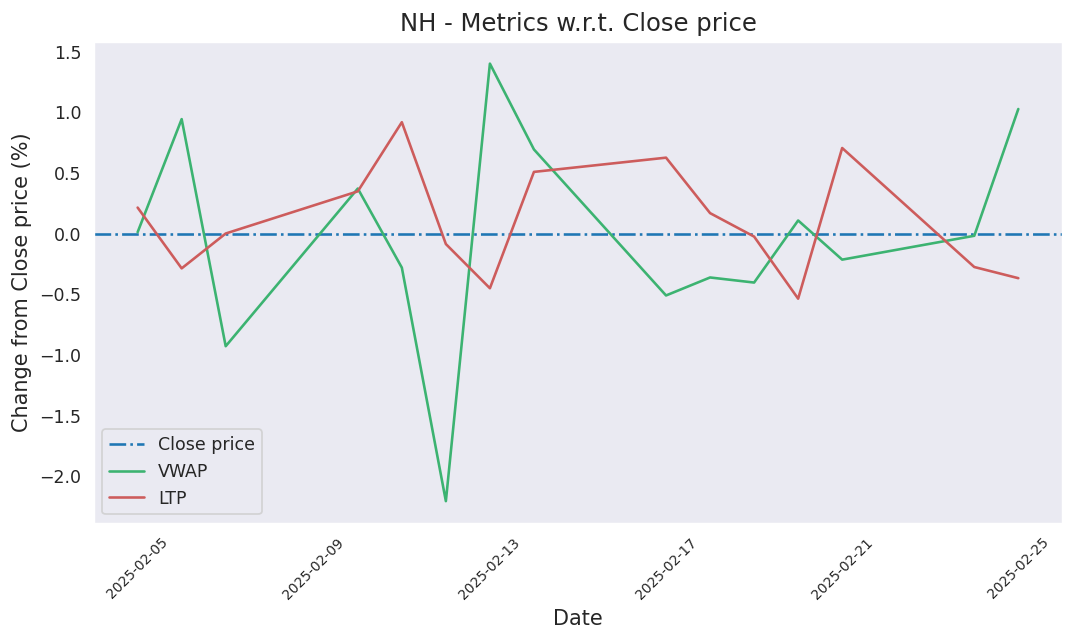 NH - Metrics w.r.t. Close price
Change from Close price (%)
1.5
1.0
0.5
0.0
−0.5
−1.0
−1.5
−2.0
Close price
VWAP
LTP
2025-02-05
2025-02-09
2025-02-13
2025-02-17
2025-02-21
2025-02-25
Date